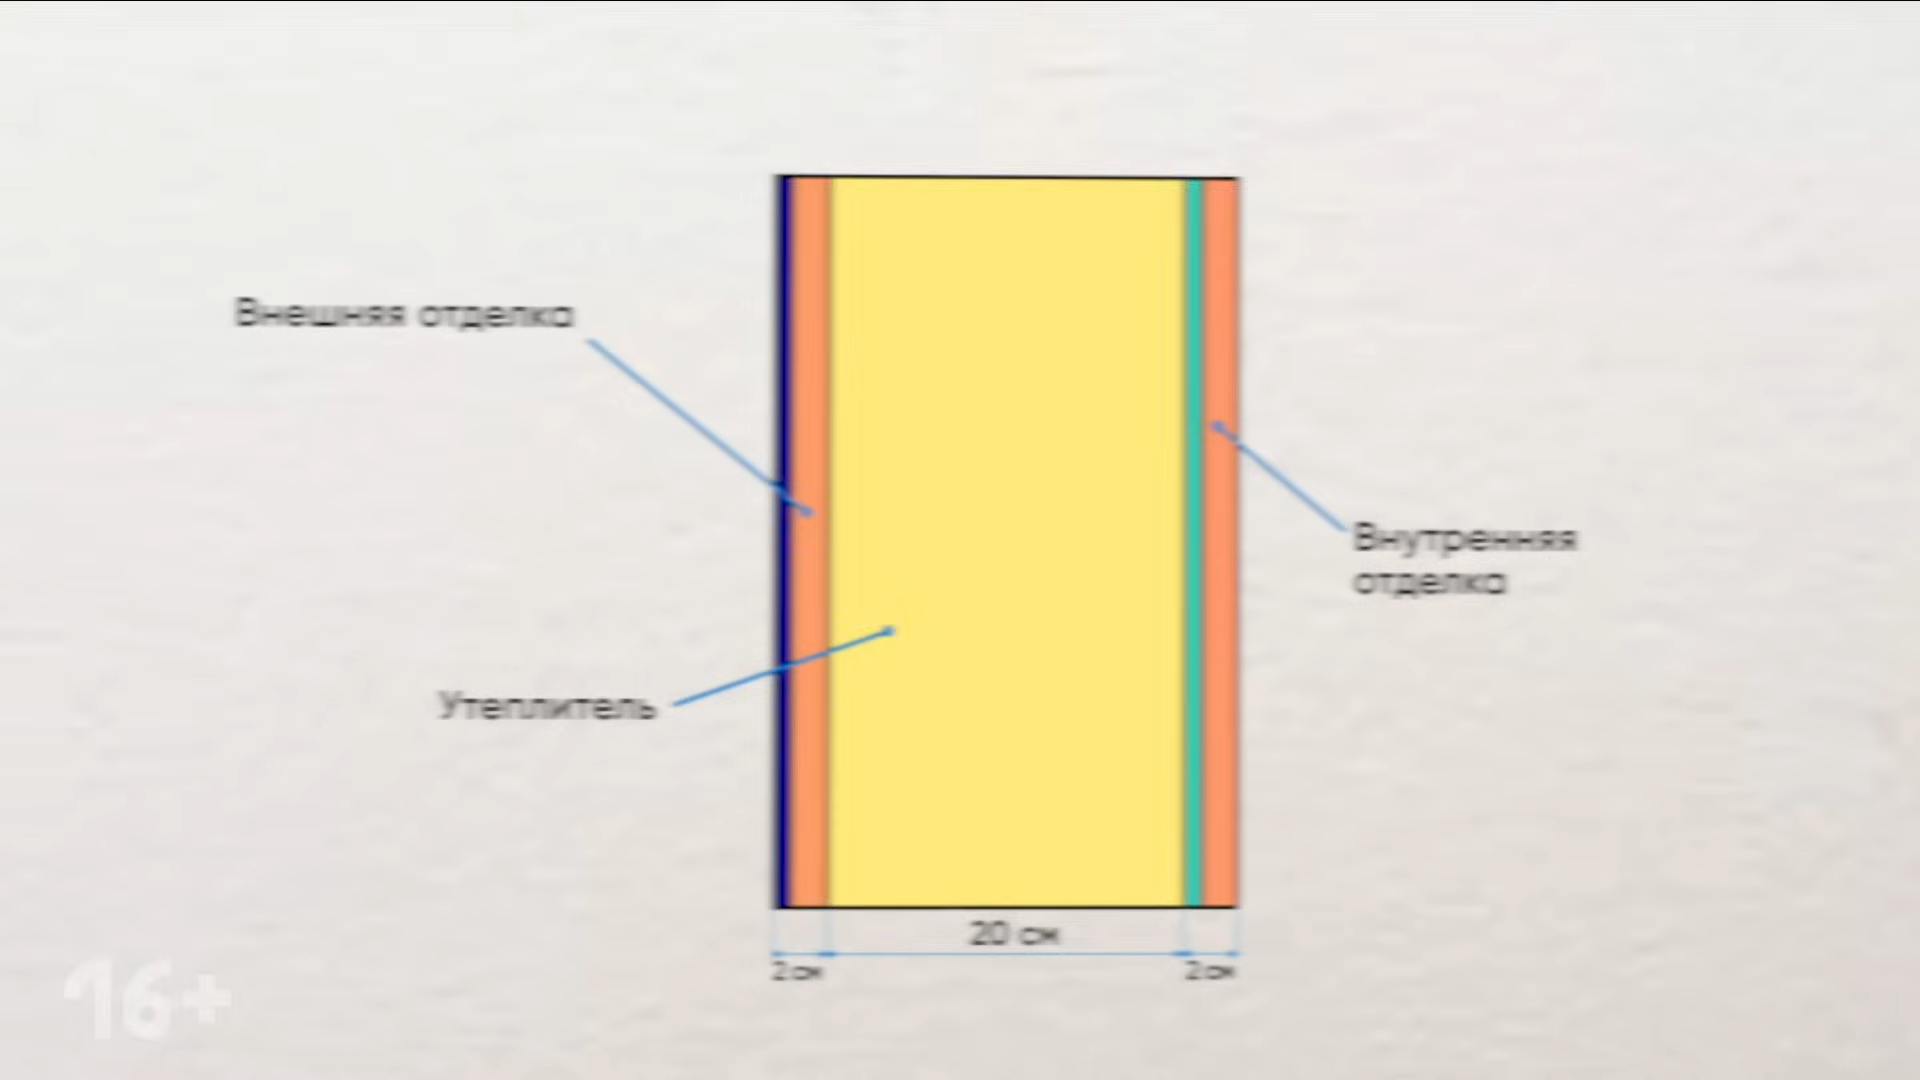 Внешняя отделка
Внутренняя
отделка
Утеплитель
20 см
2 см
2 см
16+